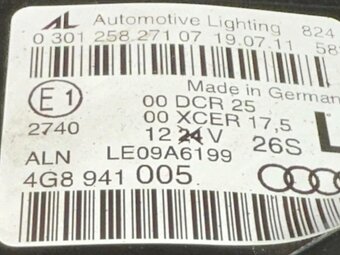 AL Automotive Lighting 824
0 301 258 271 07 19.07.11
Made in German
E1 00 DCR 25
00 XCER 17,5
2740 12 24 V 26S L
ALN LE09A6199
4G8 941 005